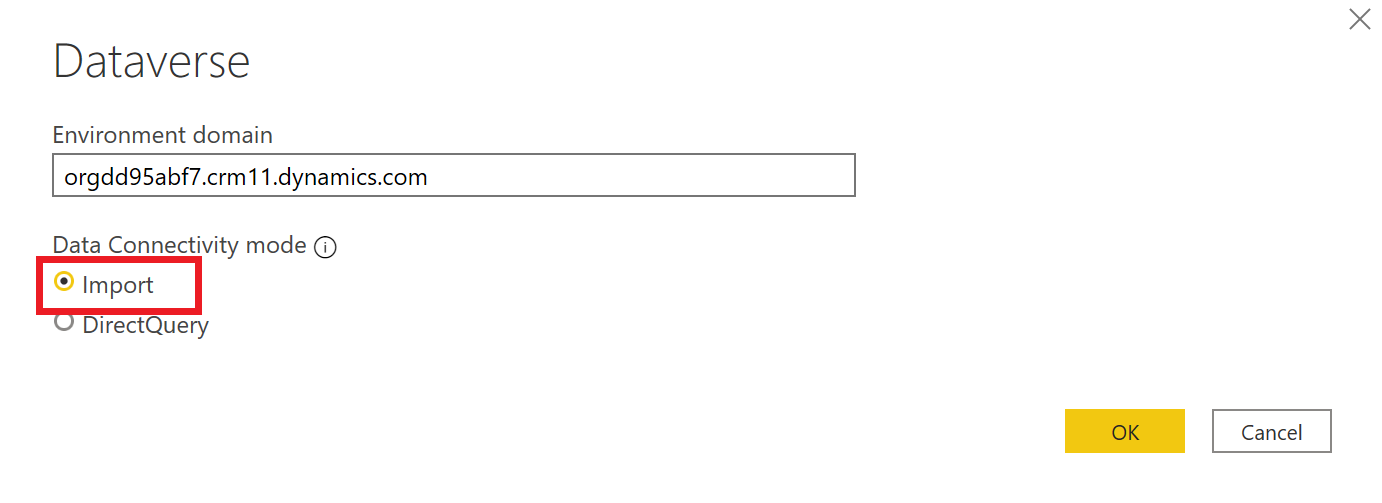 Dataverse
Environment domain
orgdd95abf7.crm11.dynamics.com
Data Connectivity mode
Import
DirectQuery
OK
Cancel